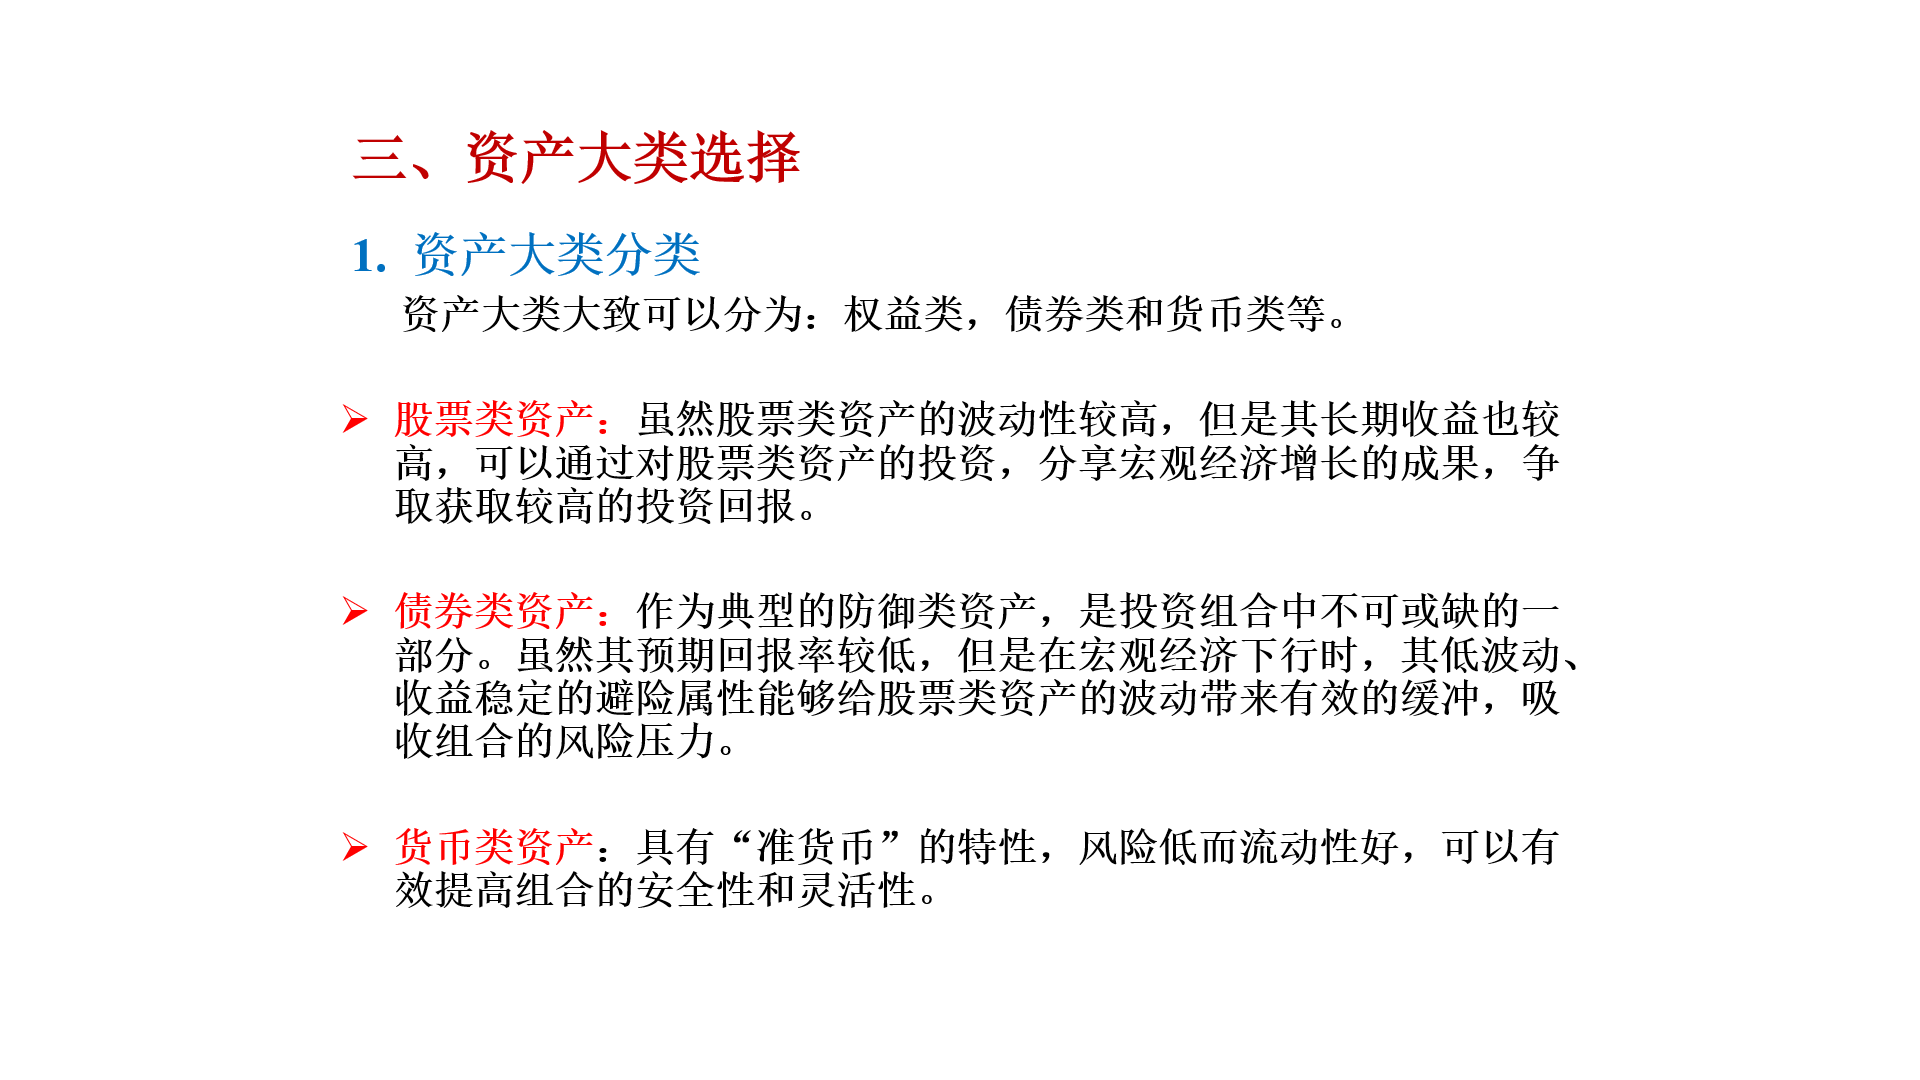 三、资产大类选择
1. 资产大类分类
资产大类大致可以分为：权益类，债券类和货币类等。
➢ 股票类资产：虽然股票类资产的波动性较高，但是其长期收益也较
高，可以通过对股票类资产的投资，分享宏观经济增长的成果，争
取获取较高的投资回报。
➢ 债券类资产：作为典型的防御类资产，是投资组合中不可或缺的一
部分。虽然其预期回报率较低，但是在宏观经济下行时，其低波动、
收益稳定的避险属性能够给股票类资产的波动带来有效的缓冲，吸
收组合的风险压力。
➢ 货币类资产：具有“准货币”的特性，风险低而流动性好，可以有
效提高组合的安全性和灵活性。